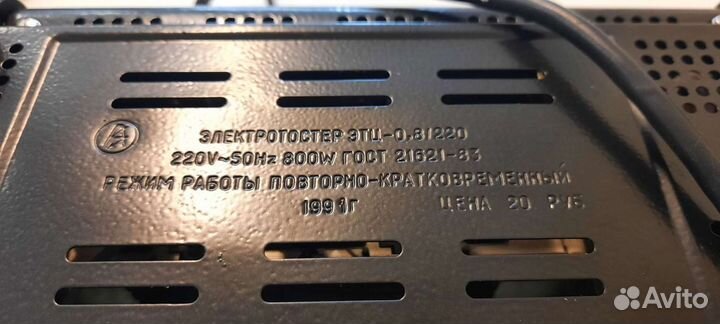 ЭЛЕКТРОТОСТЕР ЭТЦ-0,8/220
220V~50Hz 800W ГОСТ 21621-83
РЕЖИМ РАБОТЫ ПОВТОРНО-КРАТКОВРЕМЕННЫЙ
1991г ЦЕНА 20 РУБ
Avito